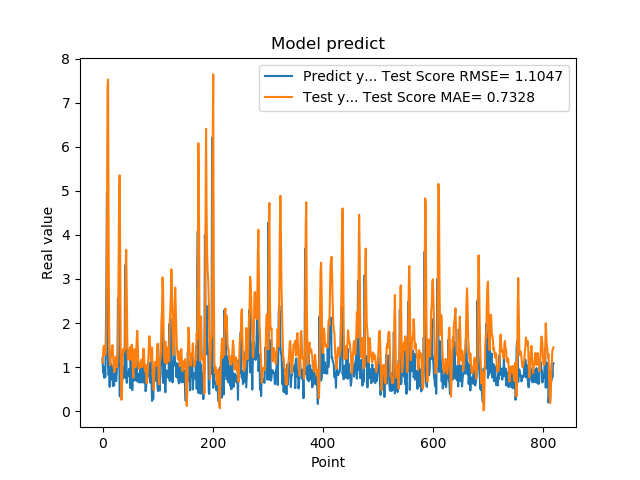 Model predict
Predict y... Test Score RMSE= 1.1047
Test y... Test Score MAE= 0.7328
Real value
8
7
6
5
4
3
2
1
0
0 200 400 600 800
Point